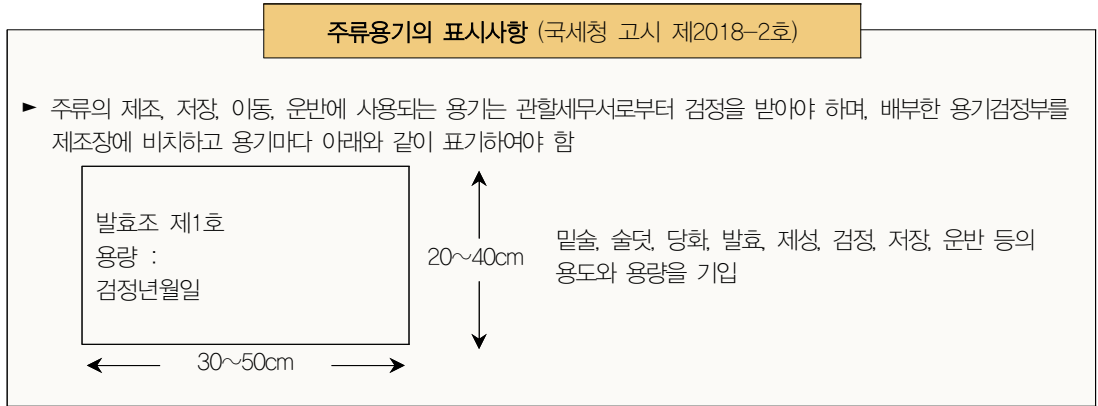 주류용기의 표시사항 (국세청 고시 제2018-2호)
► 주류의 제조, 저장, 이동, 운반에 사용되는 용기는 관할세무서로부터 검정을 받아야 하며, 배부한 용기검정부를
제조장에 비치하고 용기마다 아래와 같이 표기하여야 함
발효조 제1호
용량 :
검정년월일
20~40cm
밑술, 술덧, 당화, 발효, 제성, 검정, 저장, 운반 등의
용도와 용량을 기입
30~50cm